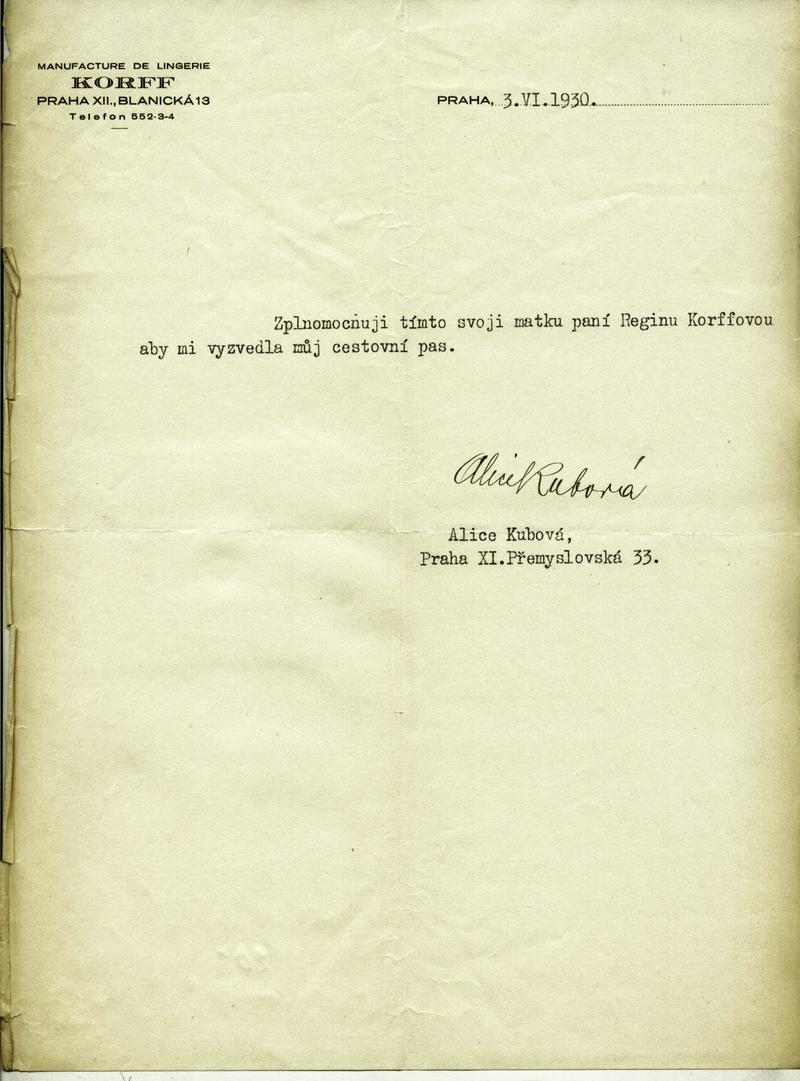 MANUFACTURE DE LINGERIE
KORFF
PRAHA XII., BLANICKÁ 13
Telefon 552-3-4
PRAHA, 3.VI.1930.
Zplnomocňuji tímto svoji matku paní Reginu Korffovou
aby mi vyzvedla můj cestovní pas.
Alice Kubová
Alice Kubová,
Praha XI.Přemyslovská 33.